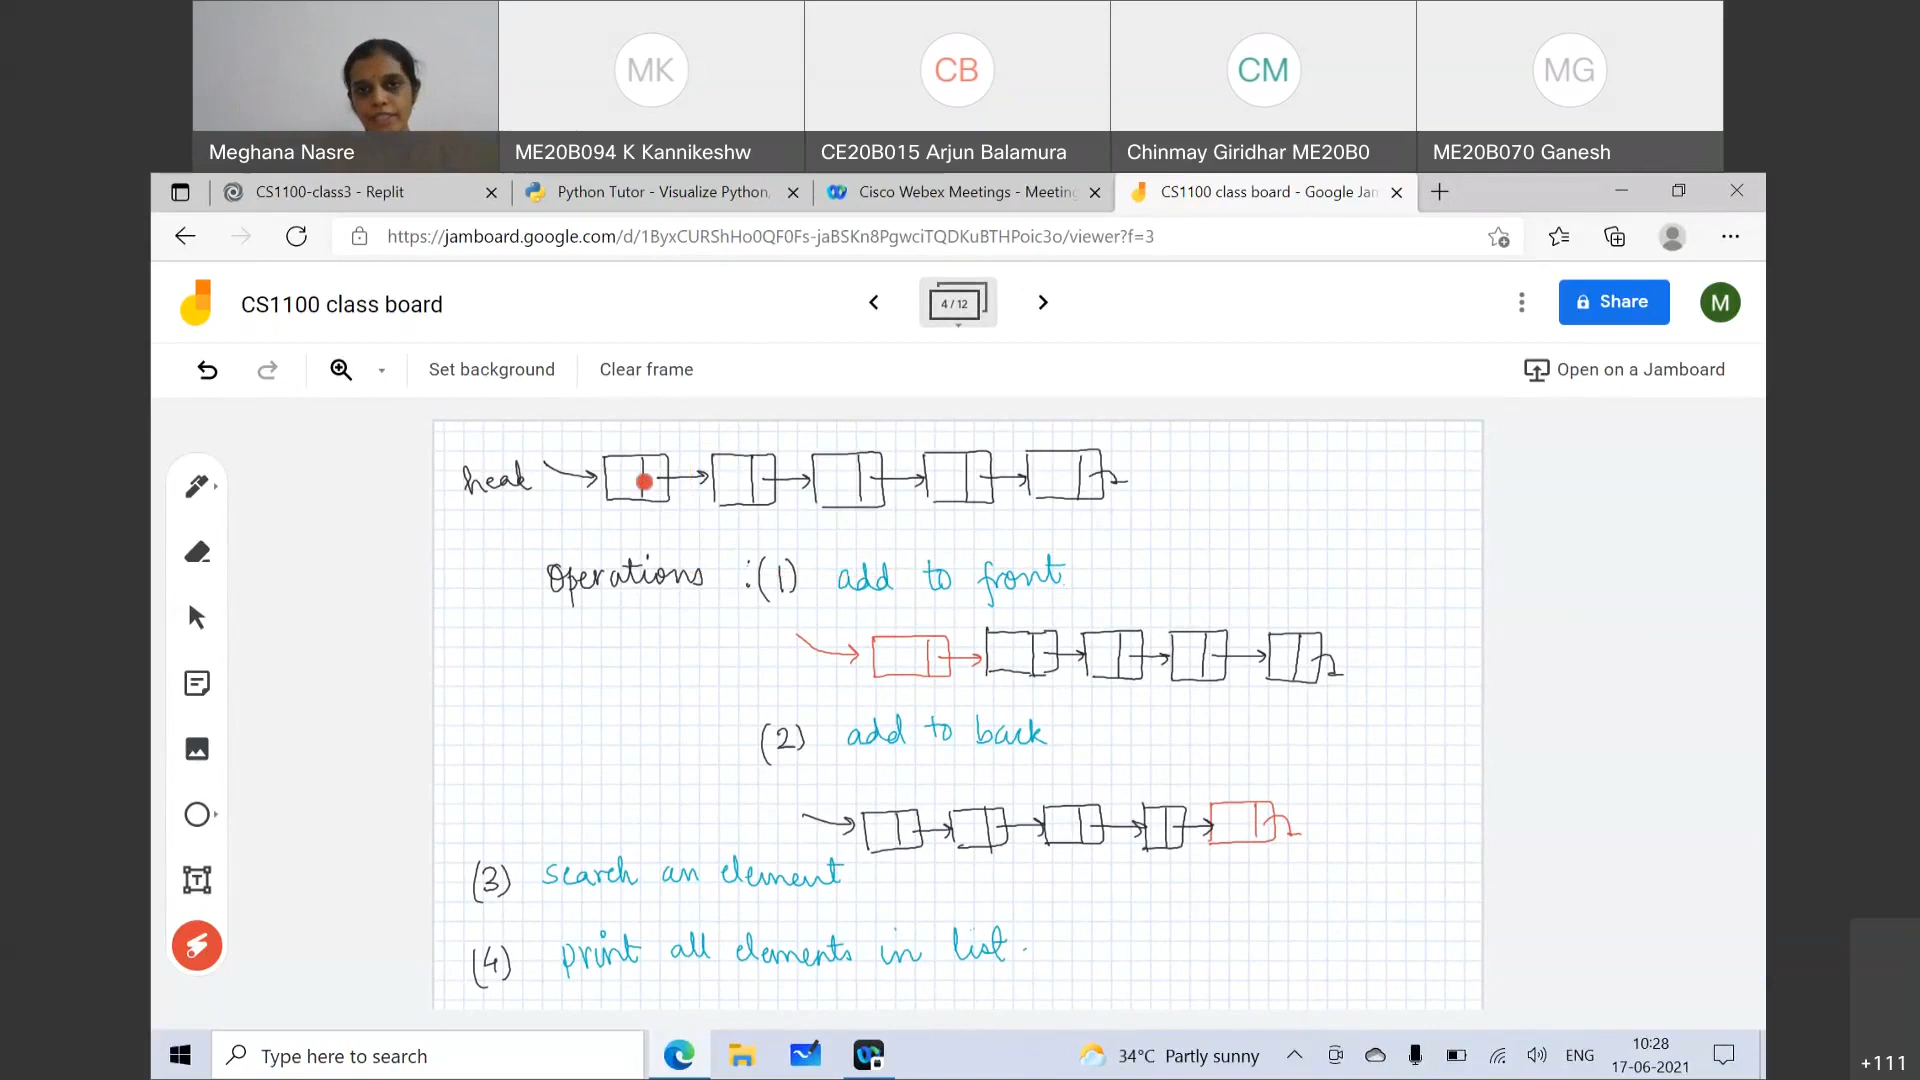 MK
CB
CM
MG
Meghana Nasre
ME20B094 K Kannikeshw
CE20B015 Arjun Balamura
Chinmay Giridhar ME20B0
ME20B070 Ganesh
CS1100-class3 - Replit
Python Tutor - Visualize Python,
Cisco Webex Meetings - Meeting
CS1100 class board - Google Jan
https://jamboard.google.com/d/1ByxCURShHo0QF0Fs-jaBSKn8PgwciTQDKuBTHPoic3o/viewer?f=3
CS1100 class board
4 / 12
Share
M
Set background
Clear frame
Open on a Jamboard
head
Operations : (1) add to front
(2) add to back
(3) search an element
(4) print all elements in list.
Type here to search
34°C Partly sunny
ENG
10:28
17-06-2021
+111